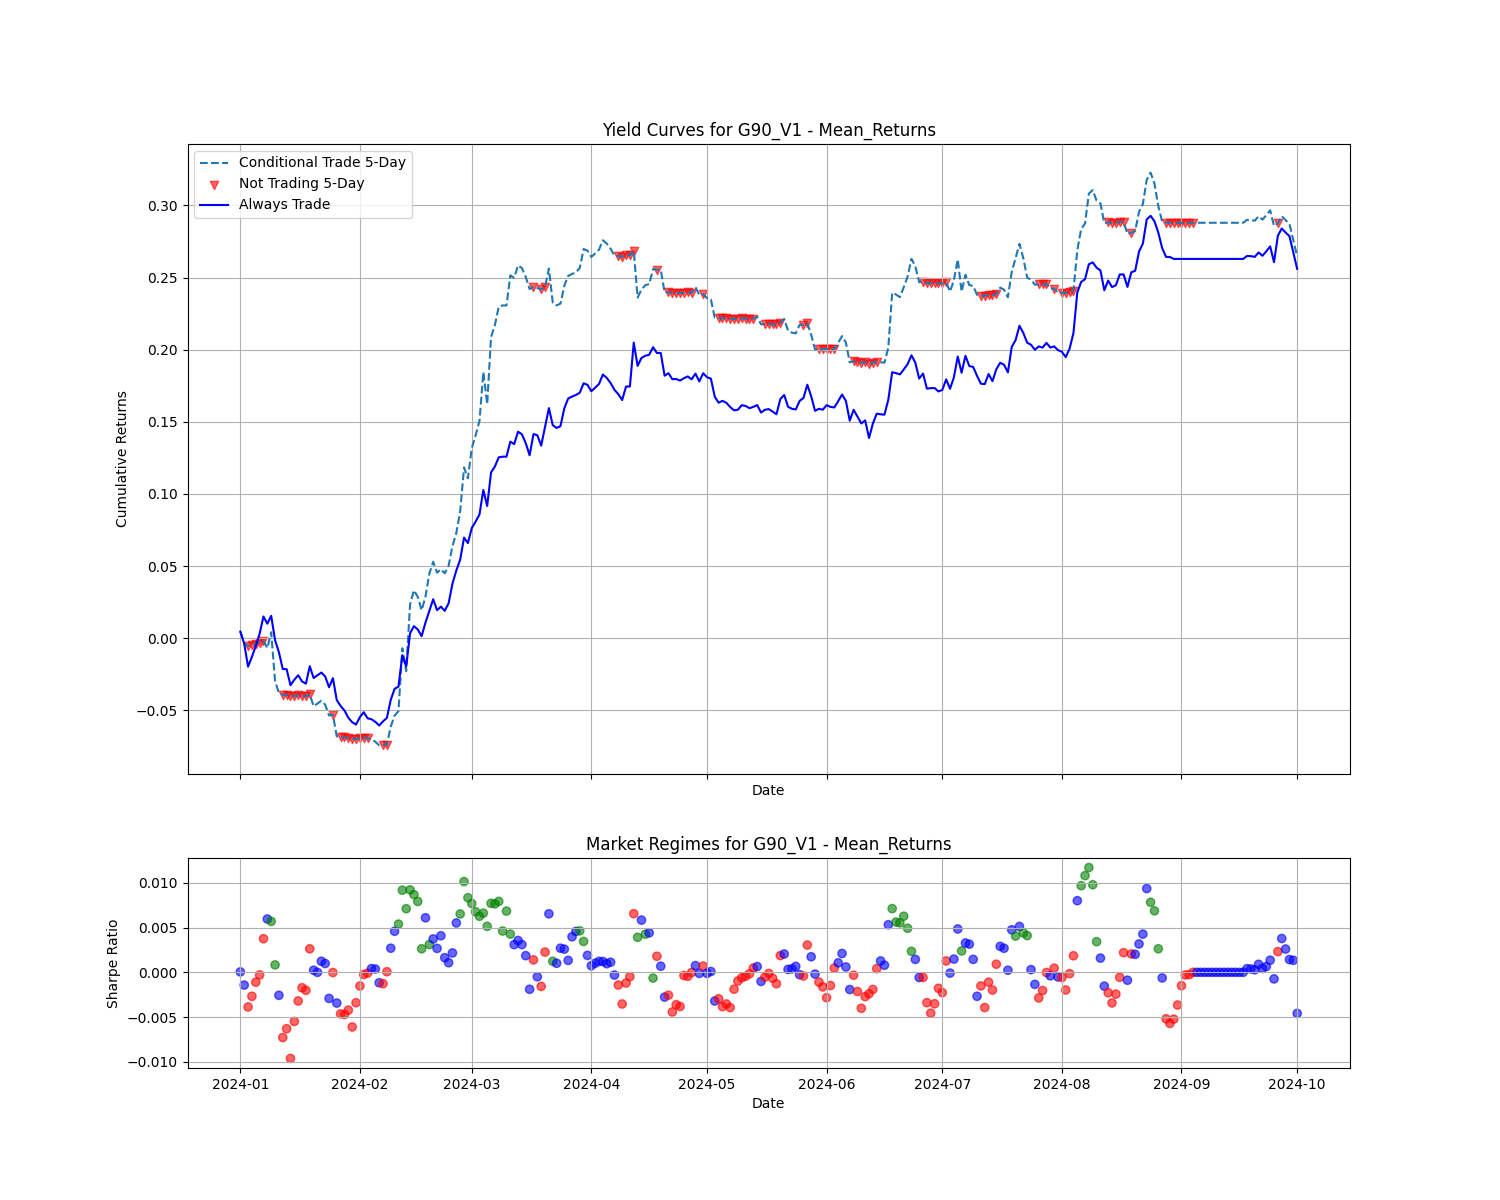 Yield Curves for G90_V1 - Mean_Returns
Conditional Trade 5-Day
Not Trading 5-Day
Always Trade
0.30
0.25
0.20
0.15
0.10
0.05
0.00
−0.05
Cumulative Returns
Date
Market Regimes for G90_V1 - Mean_Returns
0.010
0.005
0.000
−0.005
−0.010
Sharpe Ratio
2024-01 2024-02 2024-03 2024-04 2024-05 2024-06 2024-07 2024-08 2024-09 2024-10
Date